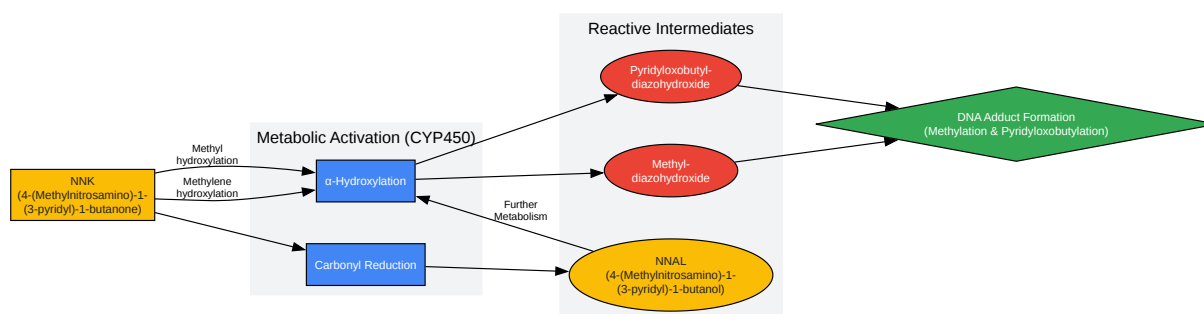 Reactive Intermediates
Pyridyloxobutyl-
diazohydroxide
DNA Adduct Formation
(Methylation & Pyridyloxobutylation)
Metabolic Activation (CYP450)
Methyl
hydroxylation
NNK
(4-(Methylnitrosamino)-1-
(3-pyridyl)-1-butanone)
Methylene
hydroxylation
α-Hydroxylation
Methyl-
diazohydroxide
Further
Metabolism
Carbonyl Reduction
NNAL
(4-(Methylnitrosamino)-1-
(3-pyridyl)-1-butanol)